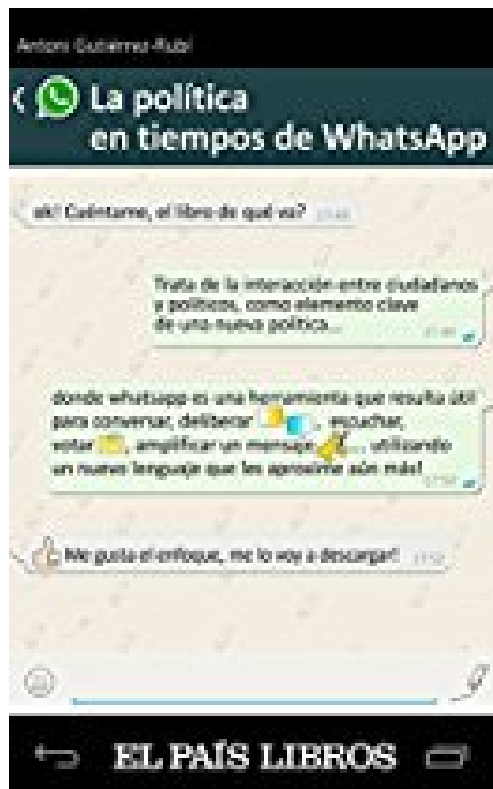 Antoni Gutiérrez-Rubí
La política
en tiempos de WhatsApp
ok! Cuéntame, el libro de qué va?
Trata de la interacción entre ciudadanos
y políticos, como elemento clave
de una nueva política...
donde whatsapp es una herramienta que resulta útil
para conversar, deliberar , escuchar,
votar , amplificar un mensaje ... utilizando
un nuevo lenguaje que les aproxime aún más!
Me gusta el enfoque, me lo voy a descargar!
EL PAÍS LIBROS